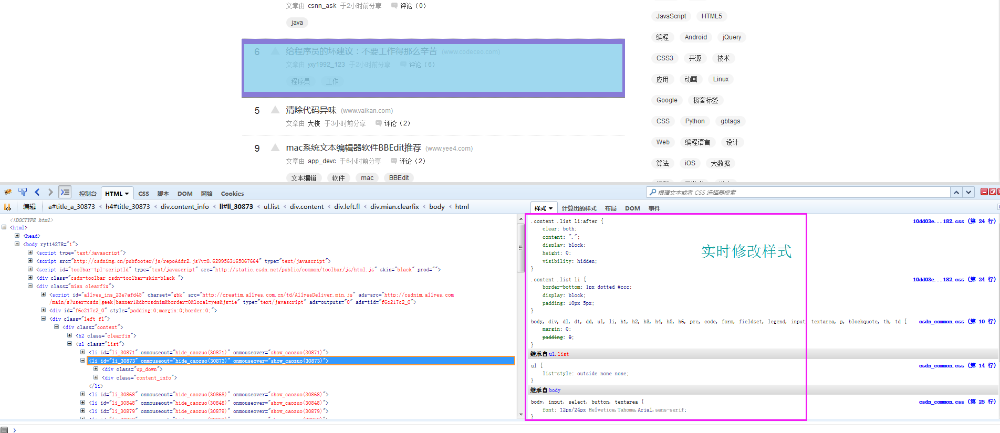 文章由 csnn_ask 于2小时前分享 评论（0）
java
6 给程序员的坏建议：不要工作得那么辛苦 (www.codeceo.com)
文章由 yxy1992_123 于2小时前分享 评论（6）
程序员 工作
5 清除代码异味 (www.vaikan.com)
文章由 大校 于3小时前分享 评论（2）
9 mac系统文本编辑器软件BBEdit推荐 (www.yee4.com)
文章由 app_devc 于6小时前分享 评论（2）
文本编辑 软件 mac BBEdit
JavaScript HTML5
编程 Android jQuery
CSS3 开源 技术
应用 动画 Linux
Google 极客标签
CSS Python gbtags
Web 编程语言 设计
算法 iOS 大数据
控制台 HTML CSS 脚本 DOM 网络 Cookies
根据文本或者 CSS 选择器搜索
编辑 a#title_a_30873 < h4#title_30873 < div.content_info < li#li_30873 < ul.list < div.content < div.left.fl < div.mian.clearfix < body < html
样式 计算出的样式 布局 DOM 事件
<!DOCTYPE html>
<html>
<head>
<body ryt14278="1">
<script type="text/javascript">
<script src="http://csdnimg.cn/pubfooter/js/repoAddr2.js?v=0.6299363165067664" type="text/javascript">
<script id="toolbar-tpl-scriptId" type="text/javascript" src="http://static.csdn.net/public/common/toolbar/js/html.js" skin="black" prod="">
<div class="csdn-toolbar csdn-toolbar-skin-black ">
<div class="mian clearfix">
<script id="allyes_ins_23e7afd45" charset="gbk" src="http://creatim.allyes.com.cn/td/AllyesDeliver.min.js" ads-src="http://csdnim.allyes.com
/main/s?user=csdn|geek|banner1&db=csdnim&border=0&local=yes&js=ie" type="text/javascript" ads-outputs="0" ads-tid="f6c217c2_0">
<div id="f6c217c2_0" style="padding:0;margin:0;border:0;">
<div class="left fl">
<div class="content">
<h2 class="clearfix">
<ul class="list">
<li id="li_30871" onmouseout="hide_caozuo(30871)" onmouseover="show_caozuo(30871)">
<li id="li_30873" onmouseout="hide_caozuo(30873)" onmouseover="show_caozuo(30873)">
<div class="up_down">
<div class="content_info">
</li>
<li id="li_30868" onmouseout="hide_caozuo(30868)" onmouseover="show_caozuo(30868)">
<li id="li_30848" onmouseout="hide_caozuo(30848)" onmouseover="show_caozuo(30848)">
<li id="li_30879" onmouseout="hide_caozuo(30879)" onmouseover="show_caozuo(30879)">
.content .list li:after { 10dd03e...182.css (第 24 行)
clear: both;
content: ".";
display: block;
height: 0;
visibility: hidden;
}
实时修改样式
.content .list li { 10dd03e...182.css (第 24 行)
border-bottom: 1px dotted #ccc;
display: block;
padding: 10px 5px;
}
body, div, dl, dt, dd, ul, li, h1, h2, h3, h4, h5, h6, pre, code, form, fieldset, legend, input, textarea, p, blockquote, th, td { csdn_common.css (第 10 行)
margin: 0;
padding: 0;
}
继承自 ul.list
ul { csdn_common.css (第 14 行)
list-style: outside none none;
}
继承自 body
body, input, select, button, textarea { csdn_common.css (第 25 行)
font: 12px/24px Helvetica,Tahoma,Arial,sans-serif;
}